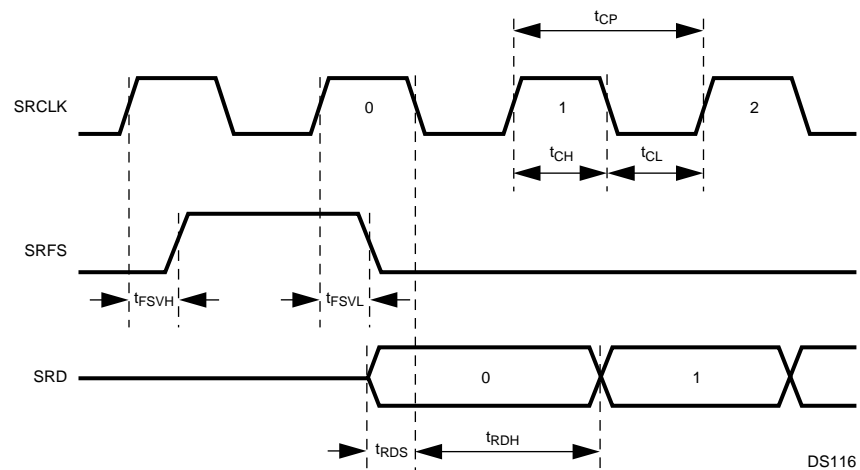 tCP
SRCLK
0
1
2
tCH
tCL
SRFS
tFSVH
tFSVL
SRD
0
1
tRDS
tRDH
DS116